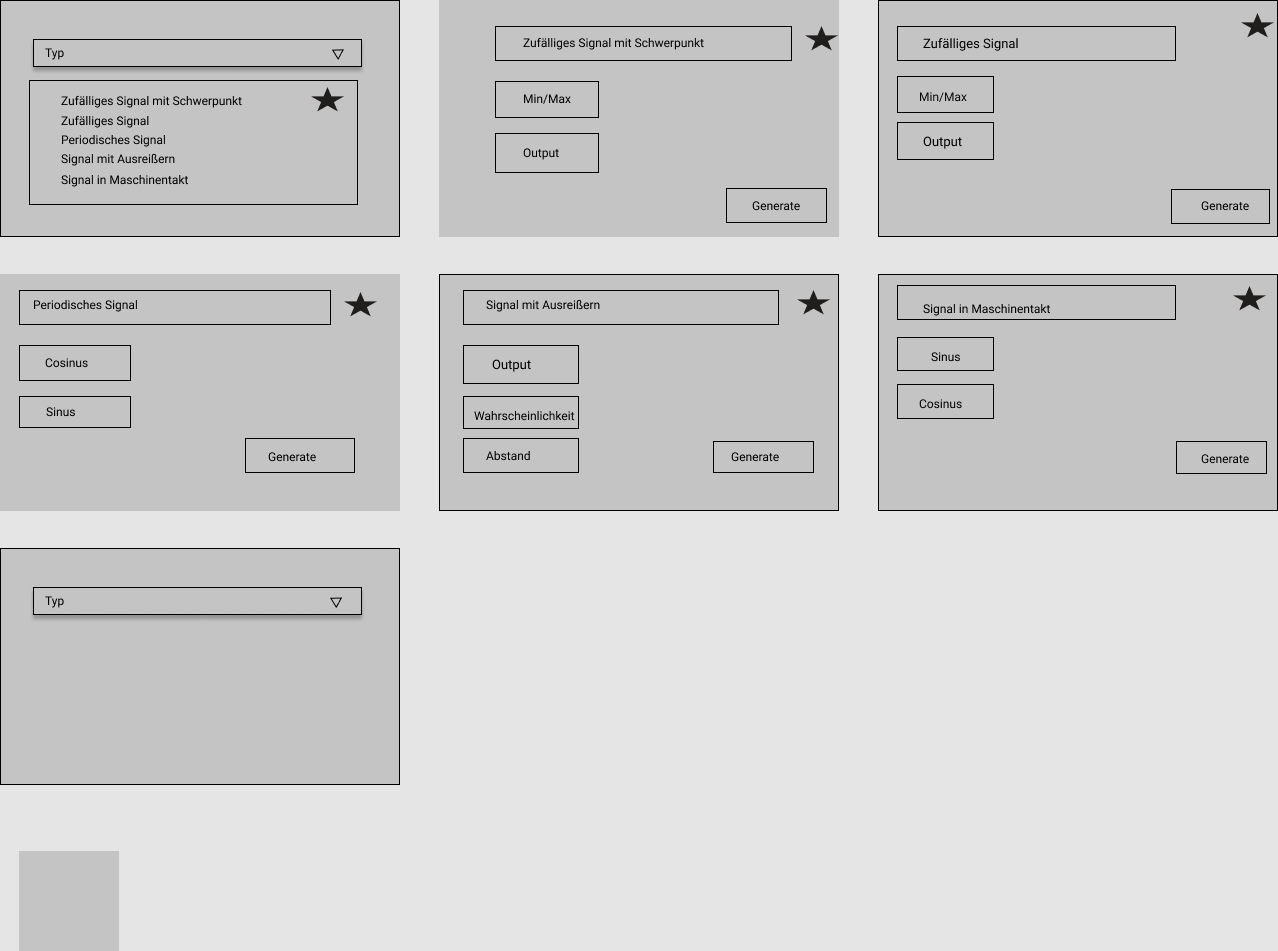 Typ
Zufälliges Signal mit Schwerpunkt
Zufälliges Signal
Periodisches Signal
Signal mit Ausreißern
Signal in Maschinentakt
Zufälliges Signal mit Schwerpunkt
Min/Max
Output
Generate
Zufälliges Signal
Min/Max
Output
Generate
Periodisches Signal
Cosinus
Sinus
Generate
Signal mit Ausreißern
Output
Wahrscheinlichkeit
Abstand
Generate
Signal in Maschinentakt
Sinus
Cosinus
Generate
Typ